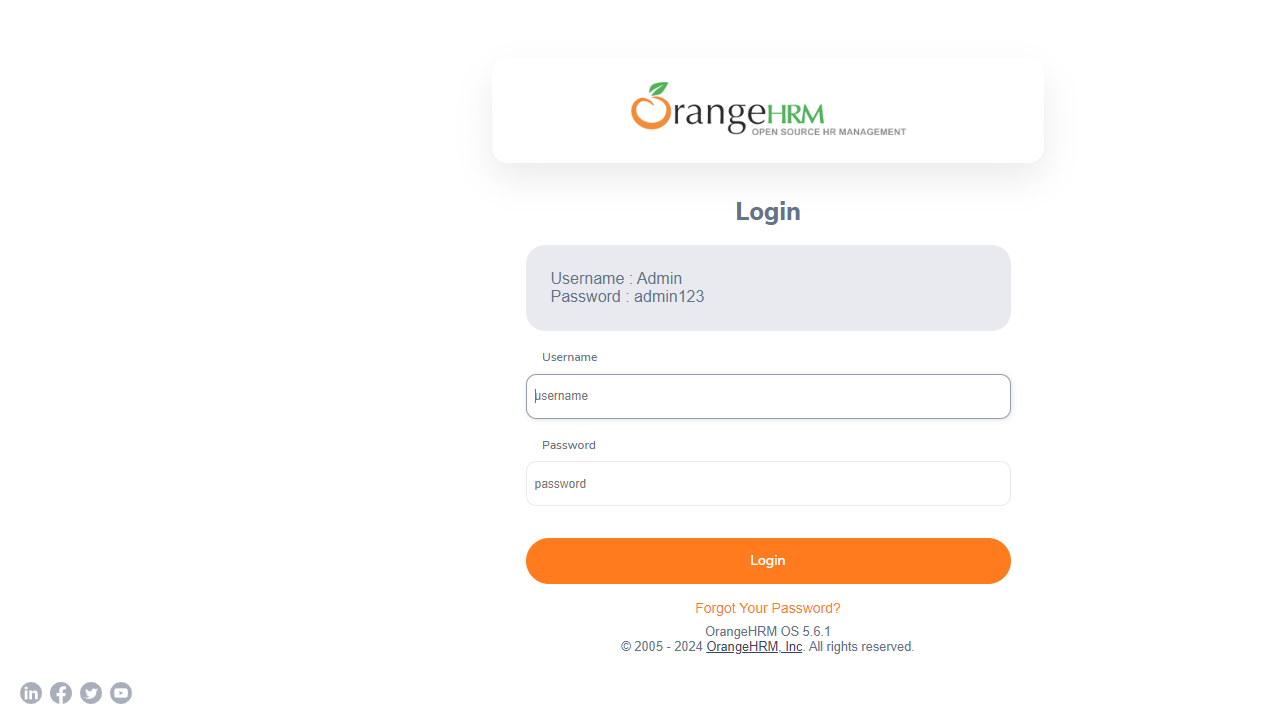 OrangeHRM
OPEN SOURCE HR MANAGEMENT
Login
Username : Admin
Password : admin123
Username
username
Password
password
Login
Forgot Your Password?
OrangeHRM OS 5.6.1
© 2005 - 2024 OrangeHRM, Inc. All rights reserved.